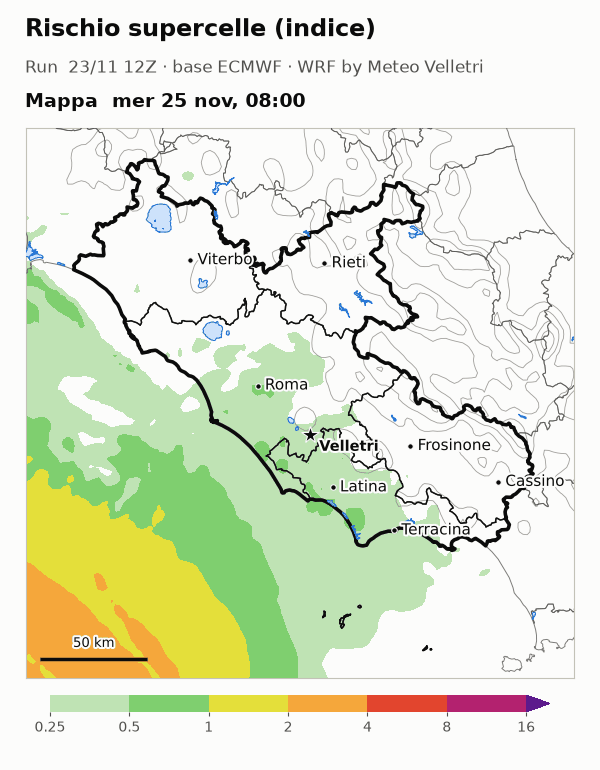 Rischio supercelle (indice)
Run  23/11 12Z · base ECMWF · WRF by Meteo Velletri
Mappa  mer 25 nov, 08:00
Viterbo
Rieti
Roma
Velletri
Frosinone
Cassino
Latina
Terracina
50 km
0.25 0.5 1 2 4 8 16